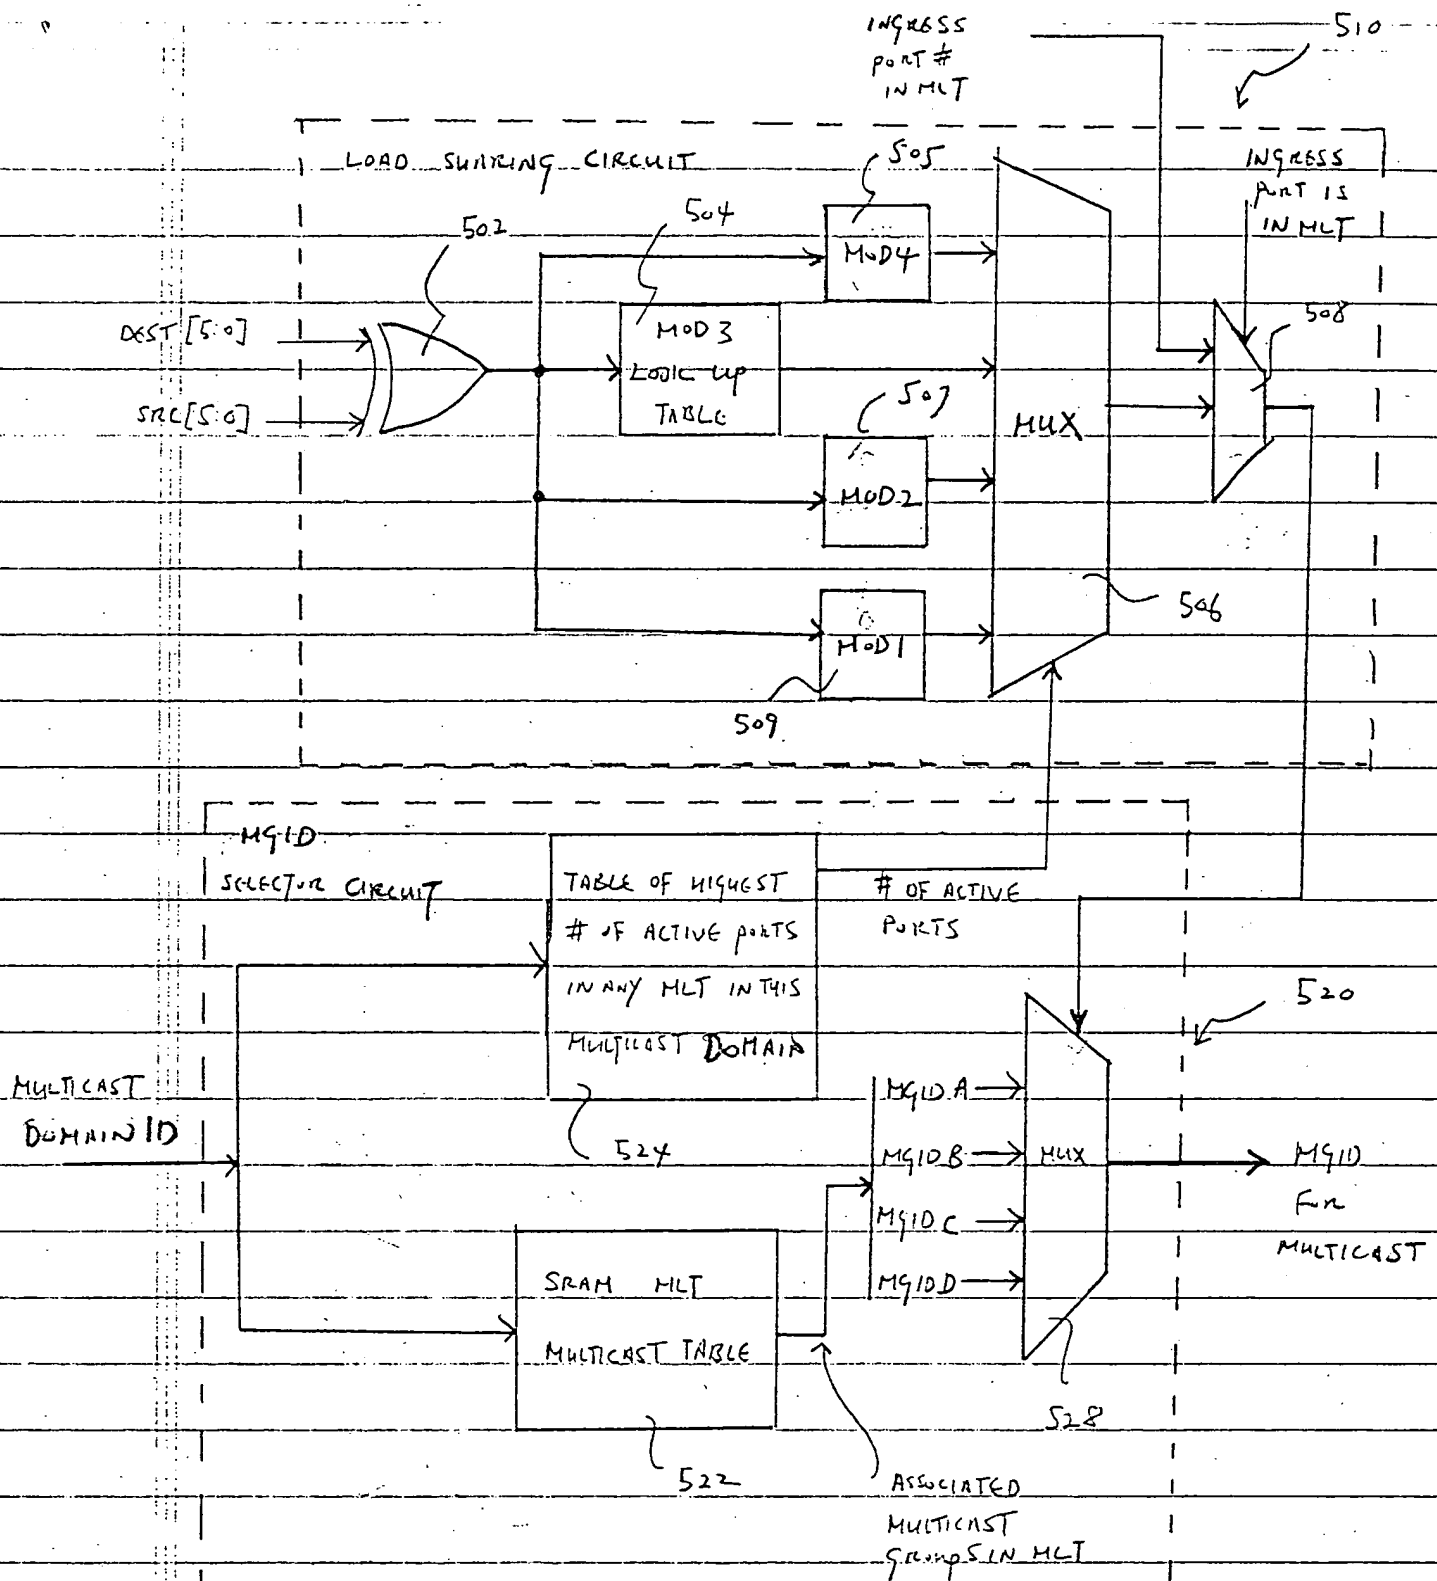 INGRESS
PORT #
IN MLT
510
LOAD SHARING CIRCUIT
505
INGRESS
PORT IS
IN MLT
504
502
MOD4
508
DEST [5:0]
MOD 3
LOOK UP
TABLE
SRC[5:0]
507
MUX
MOD2
506
MOD1
509
MGID
SELECTOR CIRCUIT
TABLE OF HIGHEST
# OF ACTIVE PORTS
IN ANY MLT IN THIS
MULTICAST DOMAIN
# OF ACTIVE
PORTS
520
MULTICAST
DOMAIN ID
524
MGID A
MGID B
MGID C
MGID D
MUX
MGID
FOR
MULTICAST
SRAM MLT
MULTICAST TABLE
528
522
ASSOCIATED
MULTICAST
GROUPS IN MLT